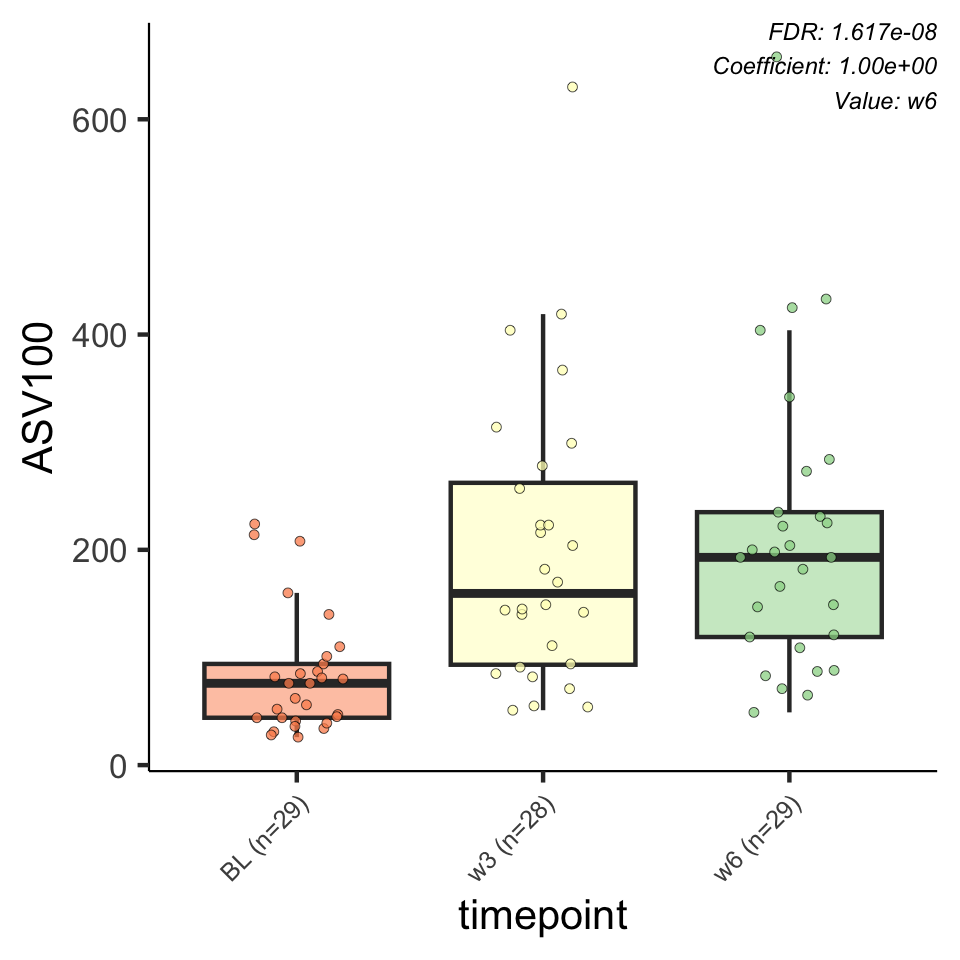 FDR: 1.617e-08
Coefficient: 1.00e+00
Value: w6
600
400
200
0
ASV100
BL (n=29)
w3 (n=28)
w6 (n=29)
timepoint